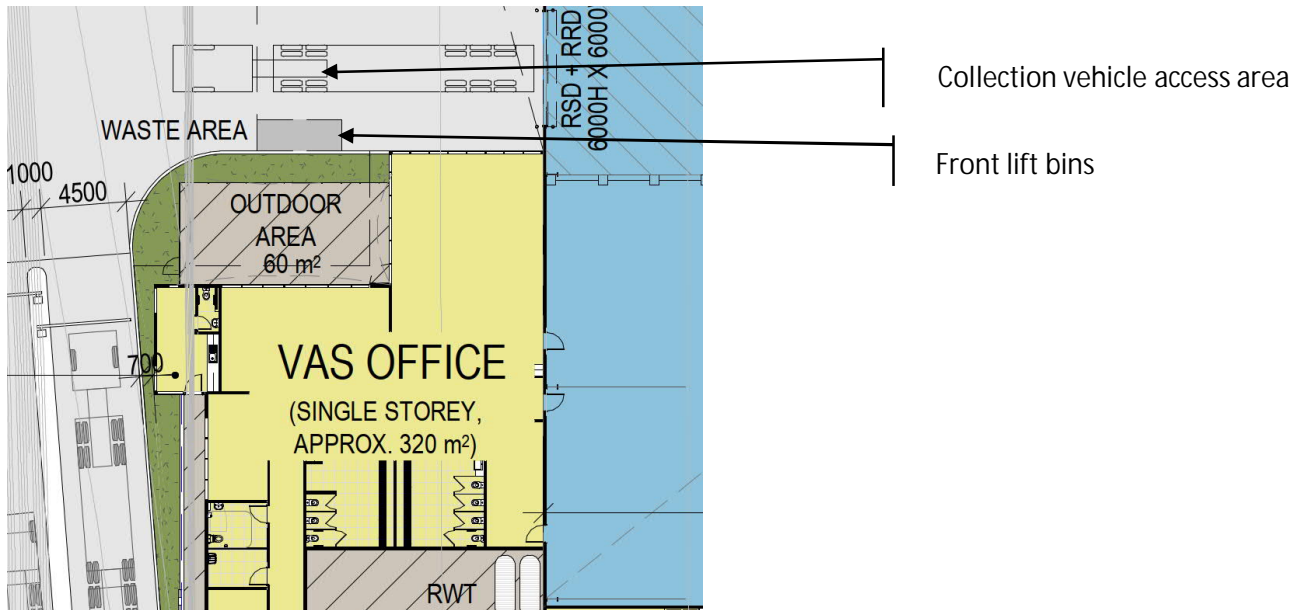 RSD + RRD
6000H X 6000
Collection vehicle access area
WASTE AREA
Front lift bins
1000
4500
OUTDOOR
AREA
60 m²
700
VAS OFFICE
(SINGLE STOREY,
APPROX. 320 m²)
RWT